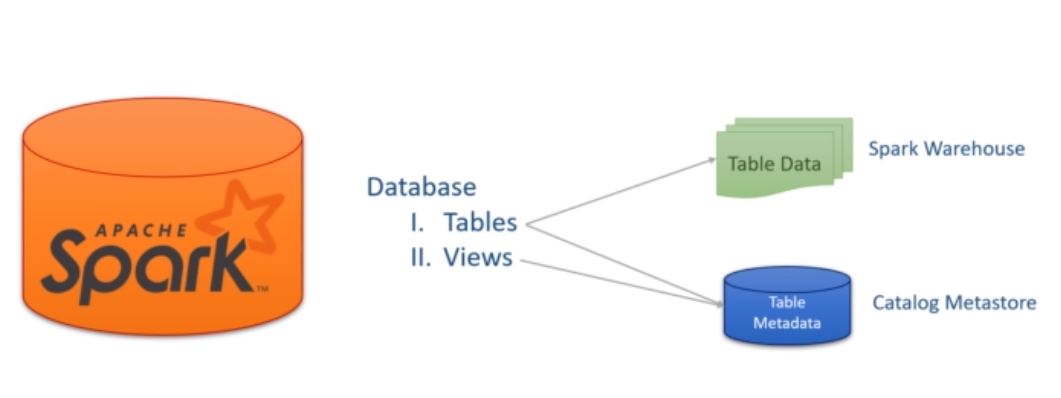 APACHE
Spark™
Database
I. Tables
II. Views
Table Data
Spark Warehouse
Table
Metadata
Catalog Metastore